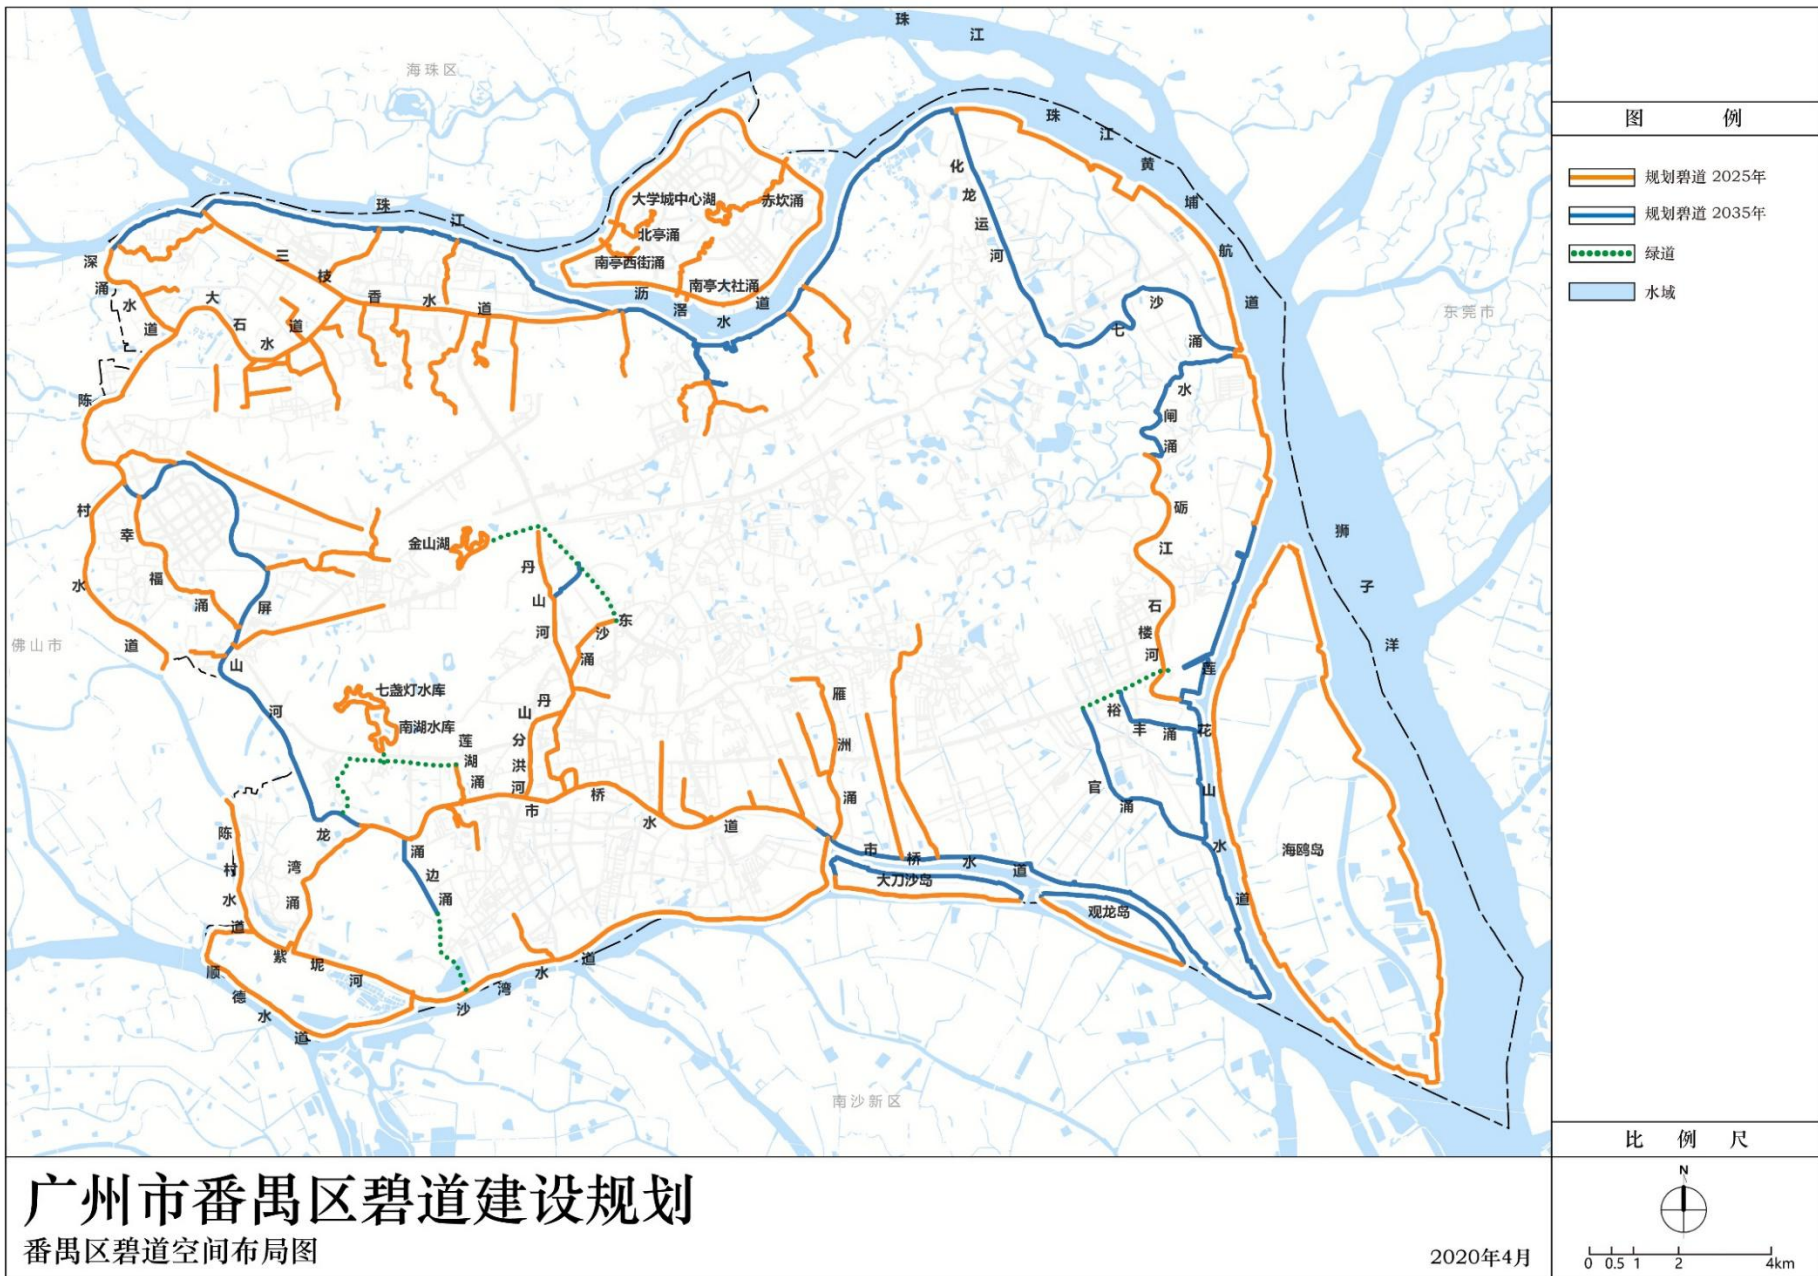 珠江
海珠区
珠江黄埔航道
化龙运河
大学城中心湖
赤坎涌
北亭涌
南亭西街涌
南亭大社涌
珠江
三枝香水道
沥滘水道
深涌水道
大石水道
七沙涌
东莞市
水闸涌
陈村水道
砺江
狮子洋
幸福涌
金山湖
丹山河
东沙涌
石楼河
屏山河
佛山市
七盏灯水库
南湖水库
莲湖涌
丹山分洪河
雁洲涌
裕丰涌
官涌
莲花山水道
海鸥岛
市桥水道
龙湾涌
涌边涌
陈村水道
市桥水道
大刀沙岛
观龙岛
紫坭河
顺德水道
沙湾水道
南沙新区
图例
规划碧道 2025年
规划碧道 2035年
绿道
水域
比例尺
N
0 0.5 1 2 4km
广州市番禺区碧道建设规划
番禺区碧道空间布局图
2020年4月